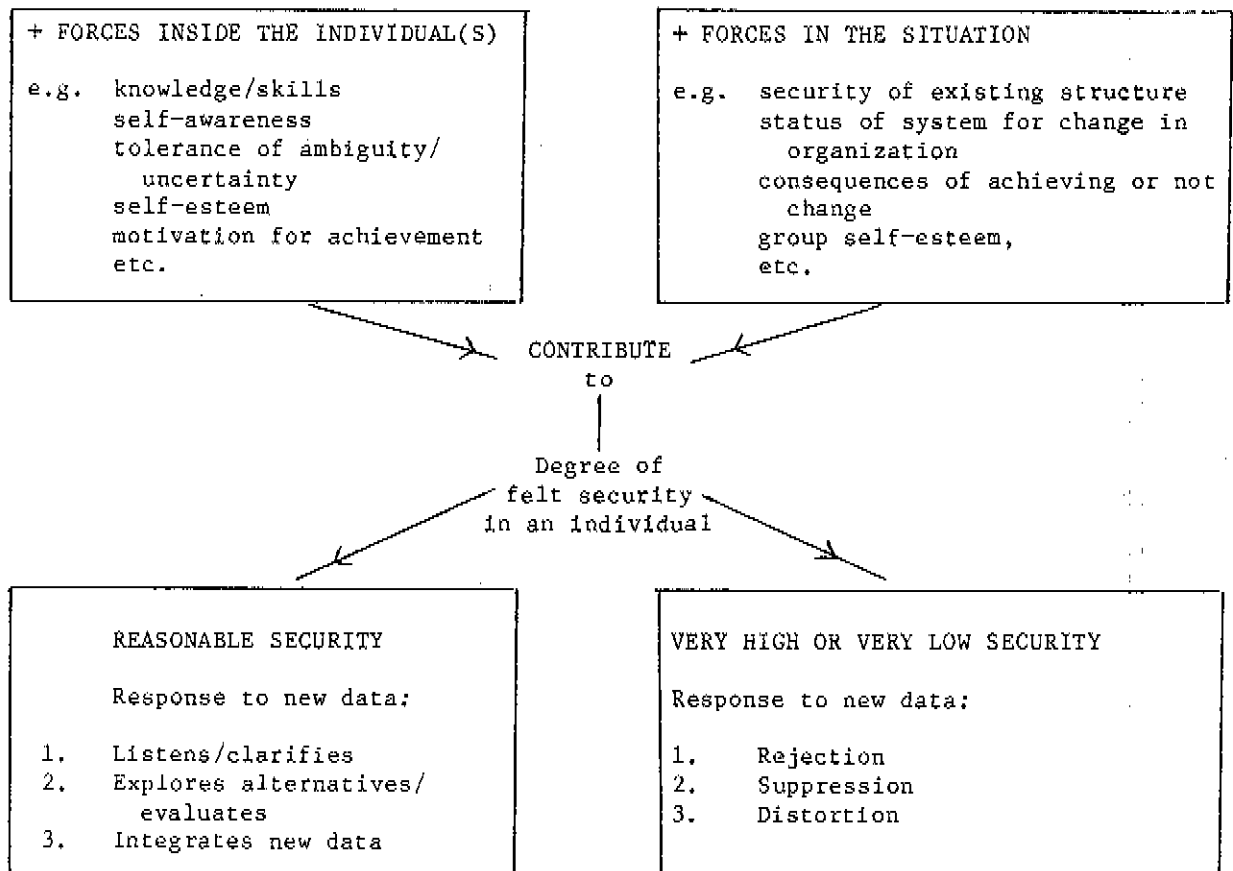 + FORCES INSIDE THE INDIVIDUAL(S)
e.g. knowledge/skills
self-awareness
tolerance of ambiguity/
uncertainty
self-esteem
motivation for achievement
etc.
+ FORCES IN THE SITUATION
e.g. security of existing structure
status of system for change in
organization
consequences of achieving or not
change
group self-esteem,
etc.
CONTRIBUTE
to
Degree of
felt security
in an individual
REASONABLE SECURITY
Response to new data:
1. Listens/clarifies
2. Explores alternatives/
evaluates
3. Integrates new data
VERY HIGH OR VERY LOW SECURITY
Response to new data:
1. Rejection
2. Suppression
3. Distortion